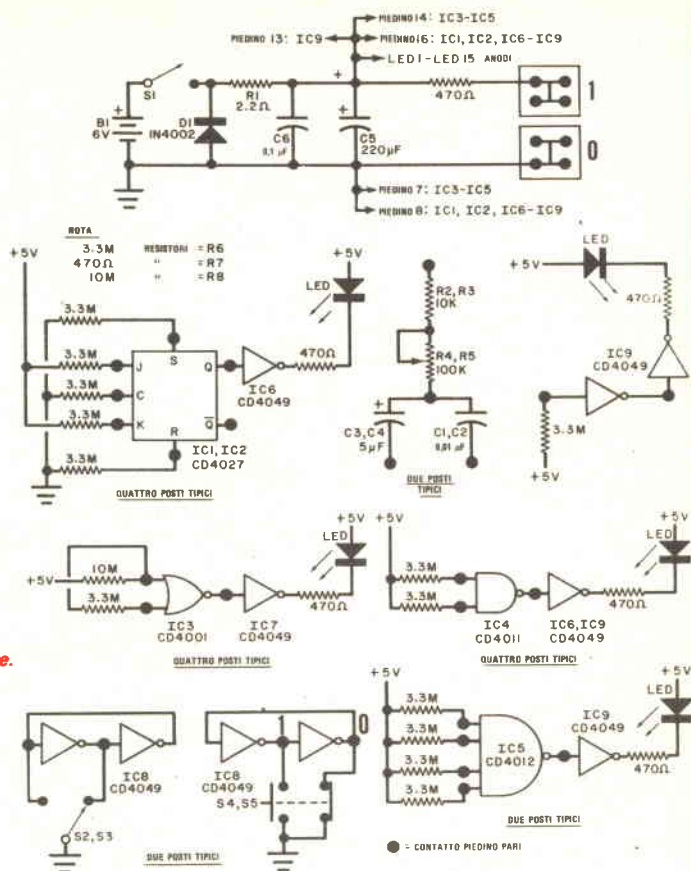 PIEDINO 14: IC3-IC5
PIEDINO 13: IC9
PIEDINO 16: IC1, IC2, IC6-IC9
LED 1-LED 15 ANODI
S1
R1
2.2Ω
470Ω
1
B1
6V
D1
IN4002
C6
0,1 µF
C5
220µF
0
PIEDINO 7: IC3-IC5
PIEDINO 8: IC1, IC2, IC6-IC9
NOTA
3.3M RESISTORI = R6
470Ω " = R7
10M " = R8
+5V
3.3M
3.3M
3.3M
3.3M
3.3M
S
J
C
K
R
Q
Q̅
IC1, IC2
CD4027
IC6
CD4049
470Ω
LED
+5V
QUATTRO POSTI TIPICI
R2, R3
10K
R4, R5
100K
C3, C4
5µF
C1, C2
0,01 µF
DUE POSTI
TIPICI
LED
+5V
470Ω
IC9
CD4049
3.3M
+5V
+5V
10M
3.3M
IC3
CD4001
IC7
CD4049
470Ω
LED
+5V
QUATTRO POSTI TIPICI
+5V
3.3M
3.3M
IC4
CD4011
IC6, IC9
CD4049
470Ω
LED
+5V
QUATTRO POSTI TIPICI
e.
IC8
CD4049
S2, S3
1
0
IC8
CD4049
S4, S5
DUE POSTI TIPICI
+5V
3.3M
3.3M
3.3M
3.3M
IC5
CD4012
IC9
CD4049
470Ω
LED
+5V
DUE POSTI TIPICI
● = CONTATTO PIEDINO PARI